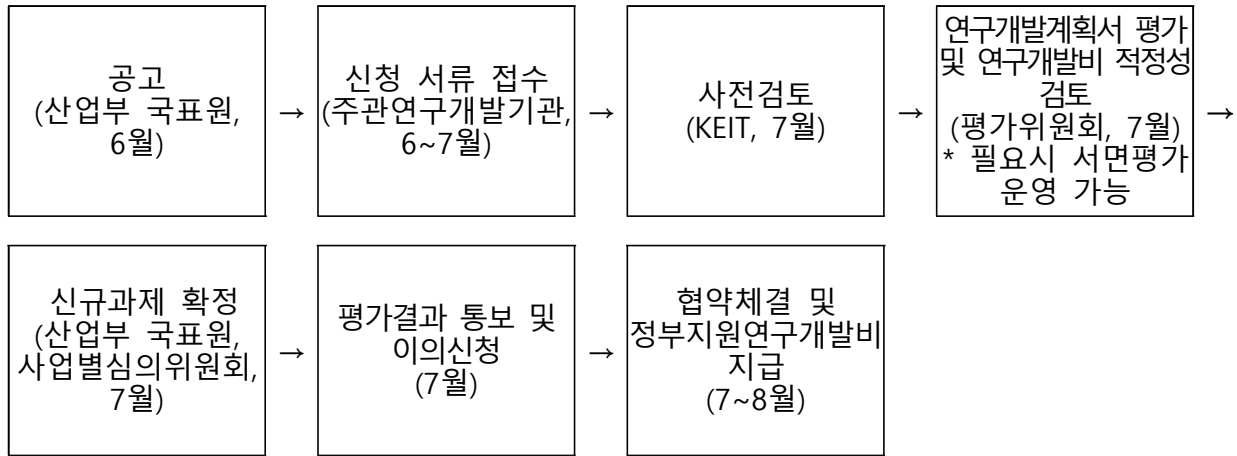 공고
(산업부 국표원,
6월)
→
신청 서류 접수
(주관연구개발기관,
6~7월)
→
사전검토
(KEIT, 7월)
→
연구개발계획서 평가
및 연구개발비 적정성
검토
(평가위원회, 7월)
* 필요시 서면평가
운영 가능
→
신규과제 확정
(산업부 국표원,
사업별심의위원회,
7월)
→
평가결과 통보 및
이의신청
(7월)
→
협약체결 및
정부지원연구개발비
지급
(7~8월)